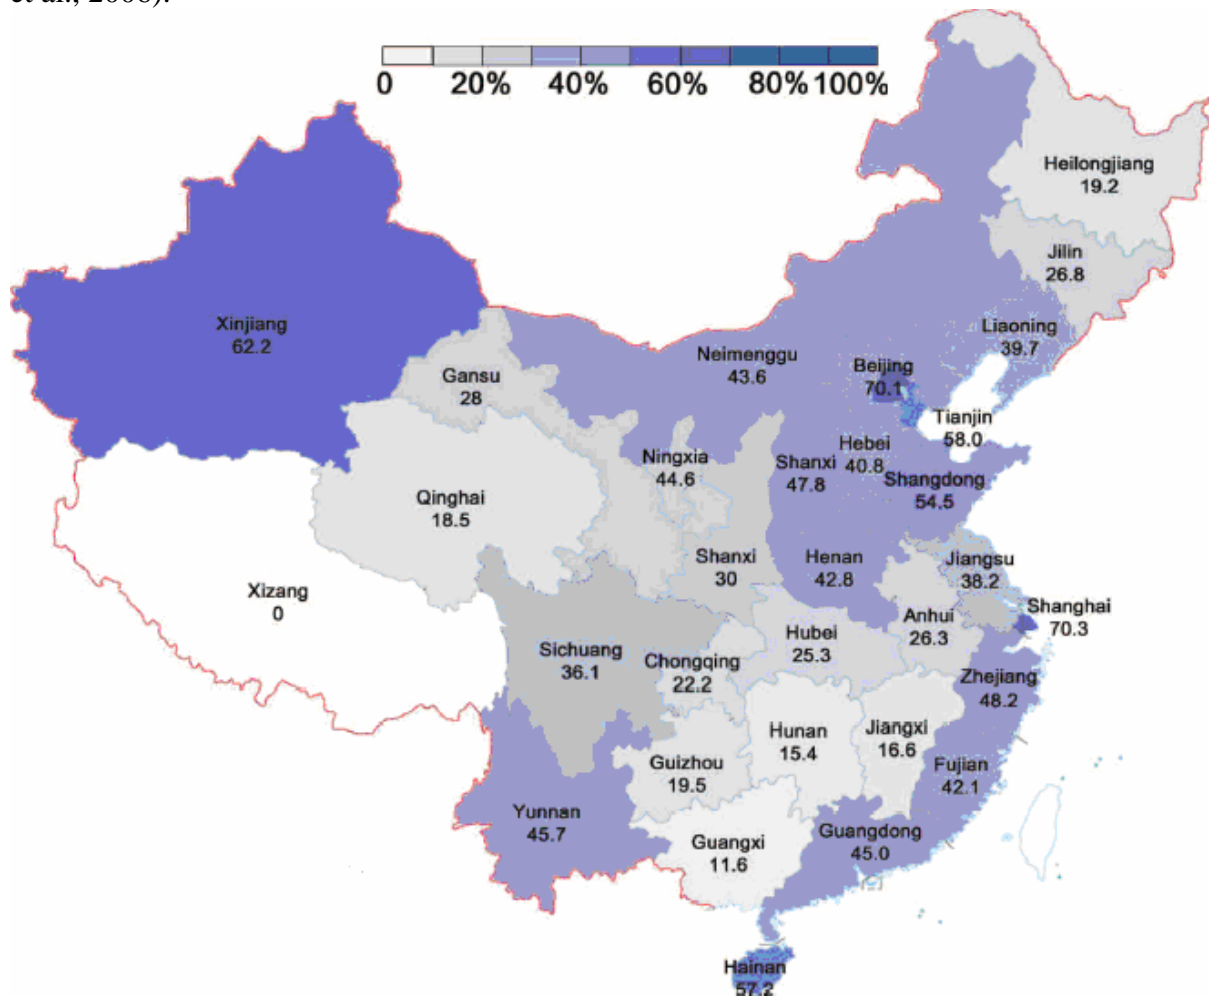 et al., 2008).
0 20% 40% 60% 80% 100%
Heilongjiang
19.2
Jilin
26.8
Liaoning
39.7
Xinjiang
62.2
Neimenggu
43.6
Beijing
70.1
Gansu
28
Tianjin
58.0
Hebei
40.8
Ningxia
44.6
Shanxi
47.8
Shangdong
54.5
Qinghai
18.5
Shanxi
30
Henan
42.8
Jiangsu
38.2
Xizang
0
Shanghai
70.3
Anhui
26.3
Hubei
25.3
Sichuang
36.1
Chongqing
22.2
Zhejiang
48.2
Hunan
15.4
Jiangxi
16.6
Guizhou
19.5
Fujian
42.1
Yunnan
45.7
Guangxi
11.6
Guangdong
45.0
Hainan
57.2